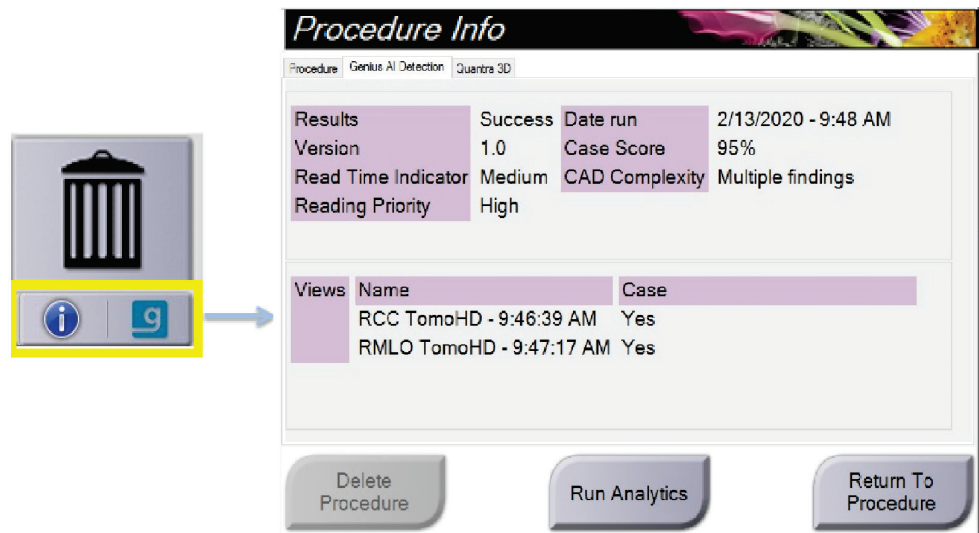 Procedure Info
Procedure Genius AI Detection Quantra 3D
Results Success Date run 2/13/2020 - 9:48 AM
Version 1.0 Case Score 95%
Read Time Indicator Medium CAD Complexity Multiple findings
Reading Priority High
i g
Views Name Case
RCC TomoHD - 9:46:39 AM Yes
RMLO TomoHD - 9:47:17 AM Yes
Delete
Procedure
Run Analytics
Return To
Procedure